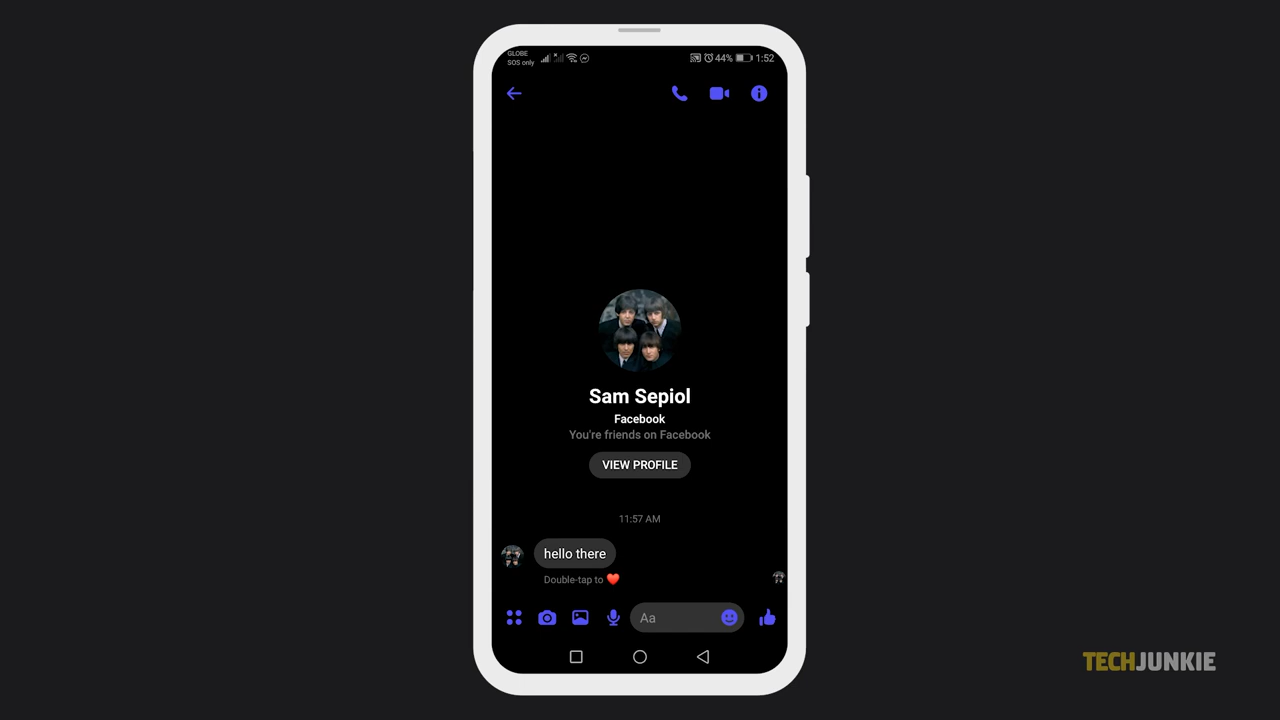 GLOBE
SOS only
44%
1:52
Sam Sepiol
Facebook
You're friends on Facebook
VIEW PROFILE
11:57 AM
hello there
Double-tap to ❤️
Aa
TECHJUNKIE